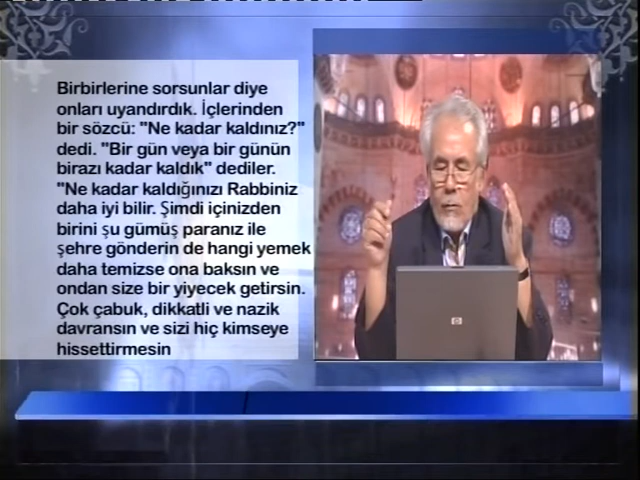 Birbirlerine sorsunlar diye
onları uyandırdık. İçlerinden
bir sözcü: "Ne kadar kaldınız?"
dedi. "Bir gün veya bir günün
birazı kadar kaldık" dediler.
"Ne kadar kaldığınızı Rabbiniz
daha iyi bilir. Şimdi içinizden
birini şu gümüş paranız ile
şehre gönderin de hangi yemek
daha temizse ona baksın ve
ondan size bir yiyecek getirsin.
Çok çabuk, dikkatli ve nazik
davransın ve sizi hiç kimseye
hissettirmesin
hp